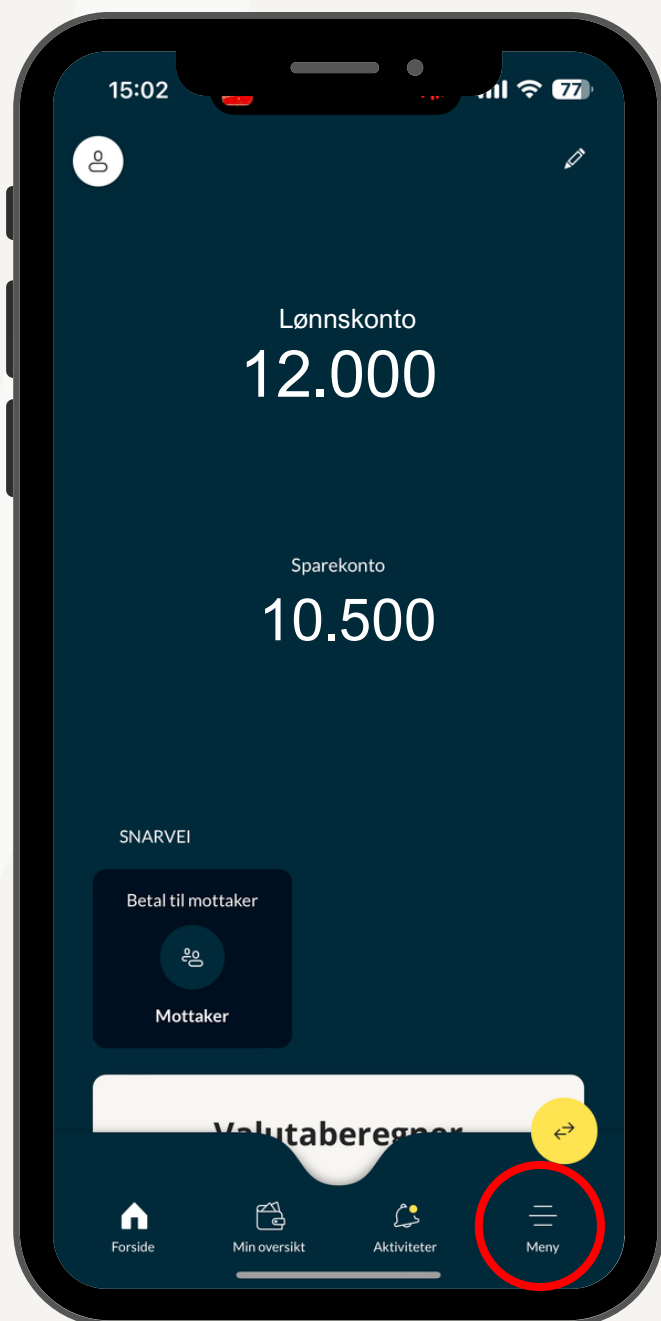 15:02
77
Lønnskonto
12.000
Sparekonto
10.500
SNARVEI
Betal til mottaker
Mottaker
Valutaberegner
Forside Min oversikt Aktiviteter Meny